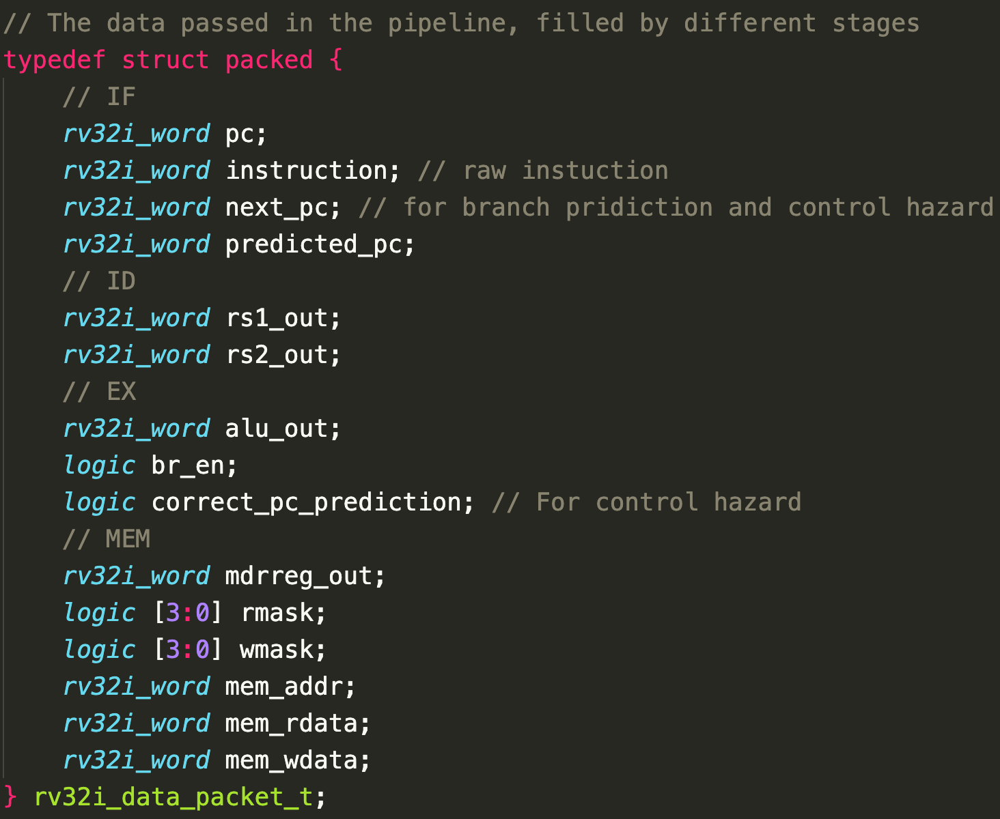 // The data passed in the pipeline, filled by different stages
typedef struct packed {
    // IF
    rv32i_word pc;
    rv32i_word instruction; // raw instuction
    rv32i_word next_pc; // for branch pridiction and control hazard
    rv32i_word predicted_pc;
    // ID
    rv32i_word rs1_out;
    rv32i_word rs2_out;
    // EX
    rv32i_word alu_out;
    logic br_en;
    logic correct_pc_prediction; // For control hazard
    // MEM
    rv32i_word mdrreg_out;
    logic [3:0] rmask;
    logic [3:0] wmask;
    rv32i_word mem_addr;
    rv32i_word mem_rdata;
    rv32i_word mem_wdata;
} rv32i_data_packet_t;